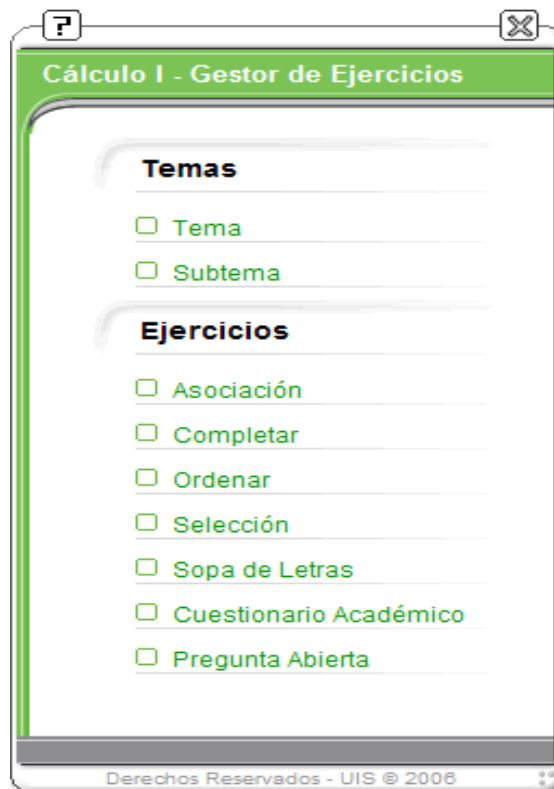 ?
Cálculo I - Gestor de Ejercicios
Temas
Tema
Subtema
Ejercicios
Asociación
Completar
Ordenar
Selección
Sopa de Letras
Cuestionario Académico
Pregunta Abierta
Derechos Reservados - UIS © 2006